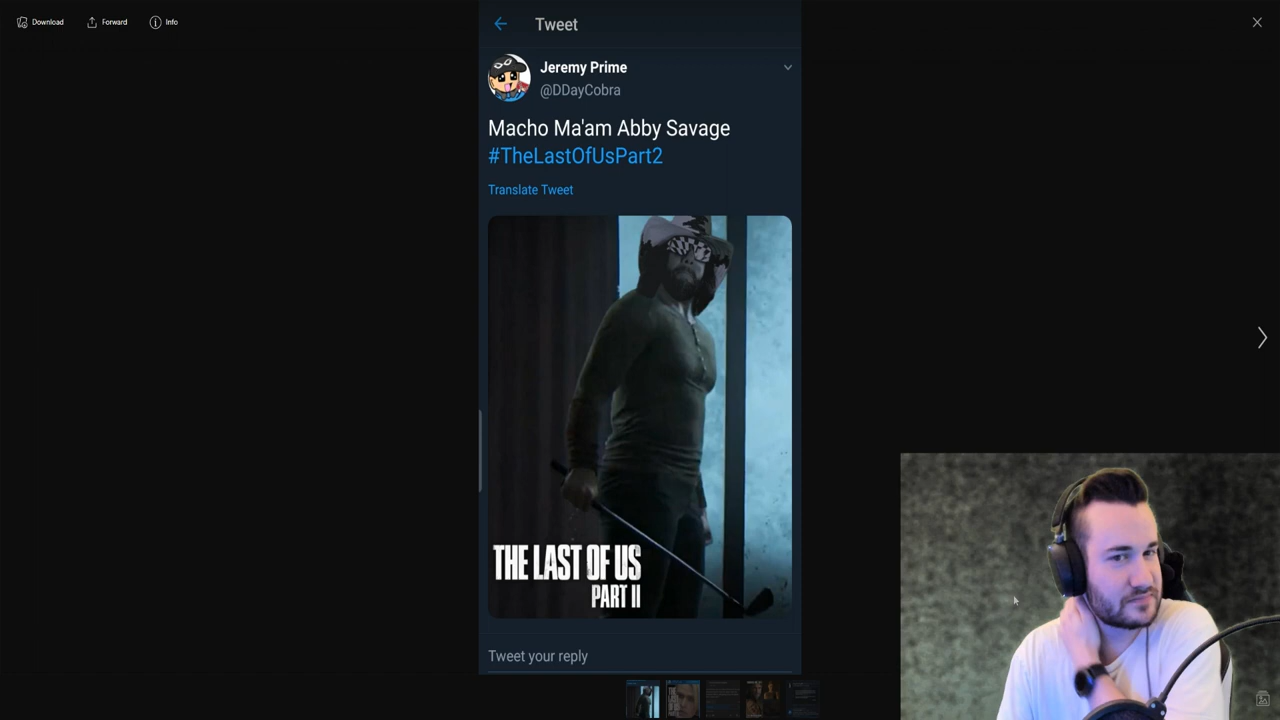 Download
Forward
Info
Tweet
Jeremy Prime
@DDayCobra
Macho Ma'am Abby Savage
#TheLastOfUsPart2
Translate Tweet
THE LAST OF US
PART II
Tweet your reply